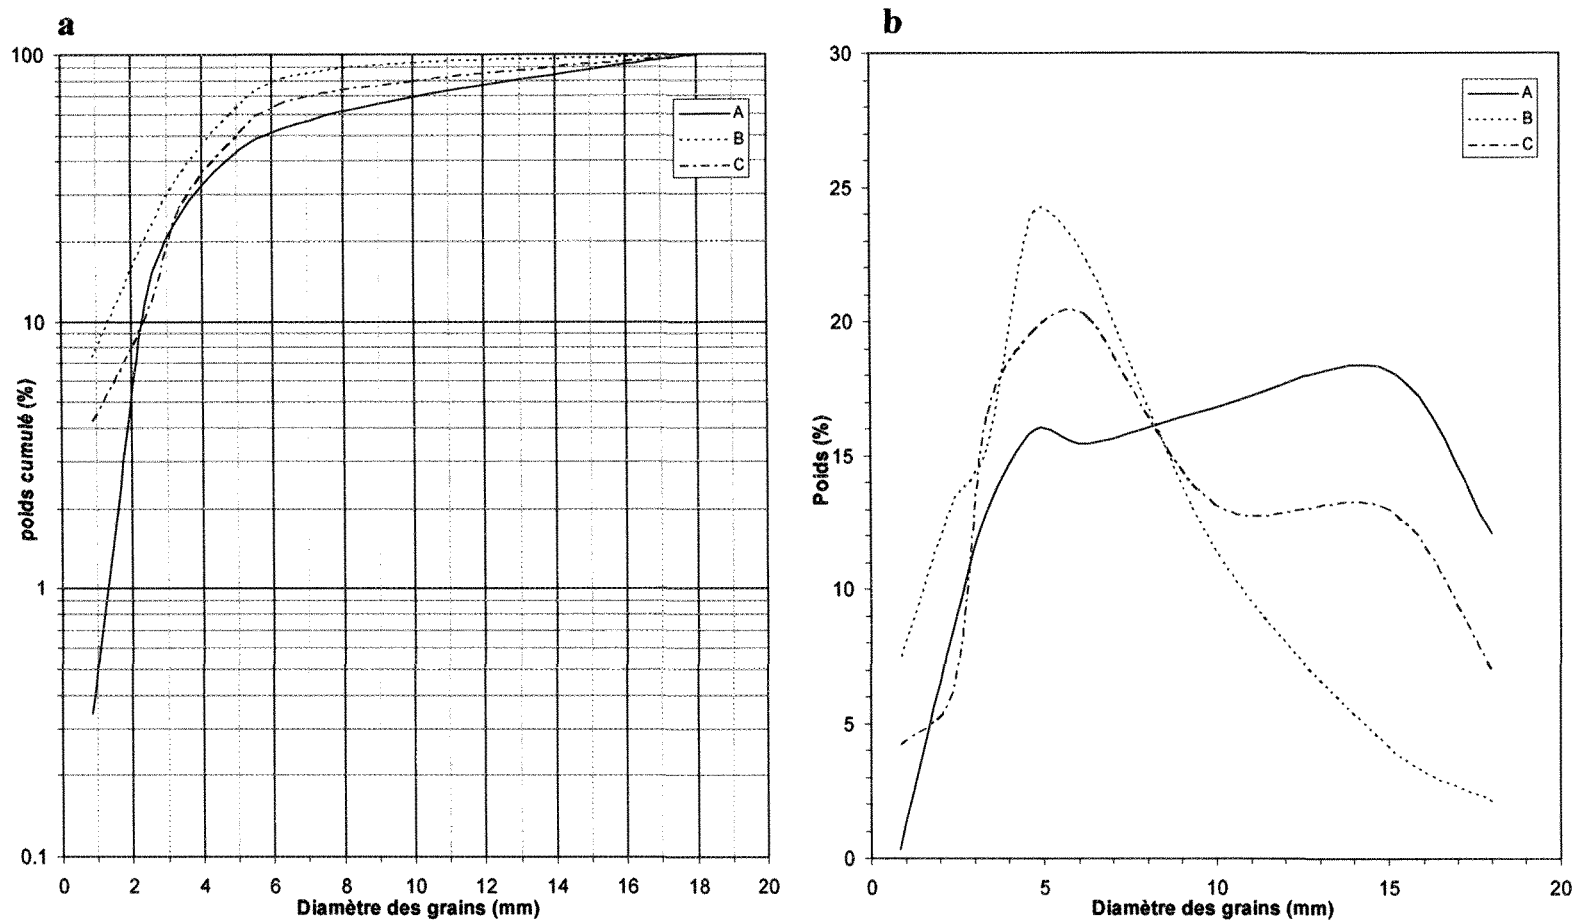 a
100
10
1
0.1
poids cumulé (%)
A
B
C
0 2 4 6 8 10 12 14 16 18 20
Diamètre des grains (mm)
b
30
25
20
15
10
5
0
Poids (%)
A
B
C
0 5 10 15 20
Diamètre des grains (mm)